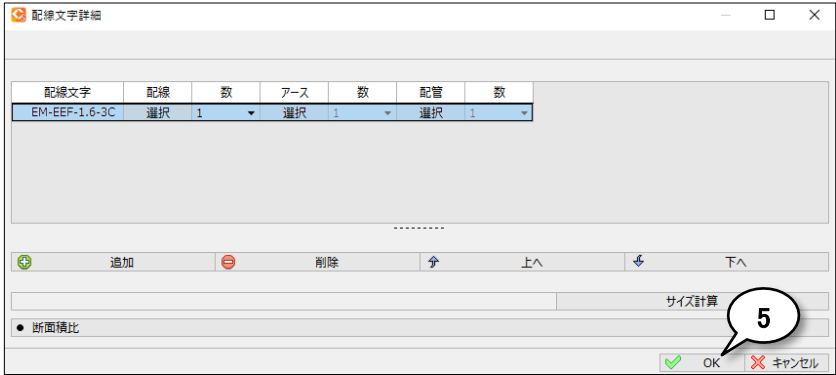 配線文字詳細
配線文字 配線 数 アース 数 配管 数
EM-EEF-1.6-3C 選択 1 選択 1 選択 1
追加 削除 上へ 下へ
サイズ計算
● 断面積比
5
OK キャンセル